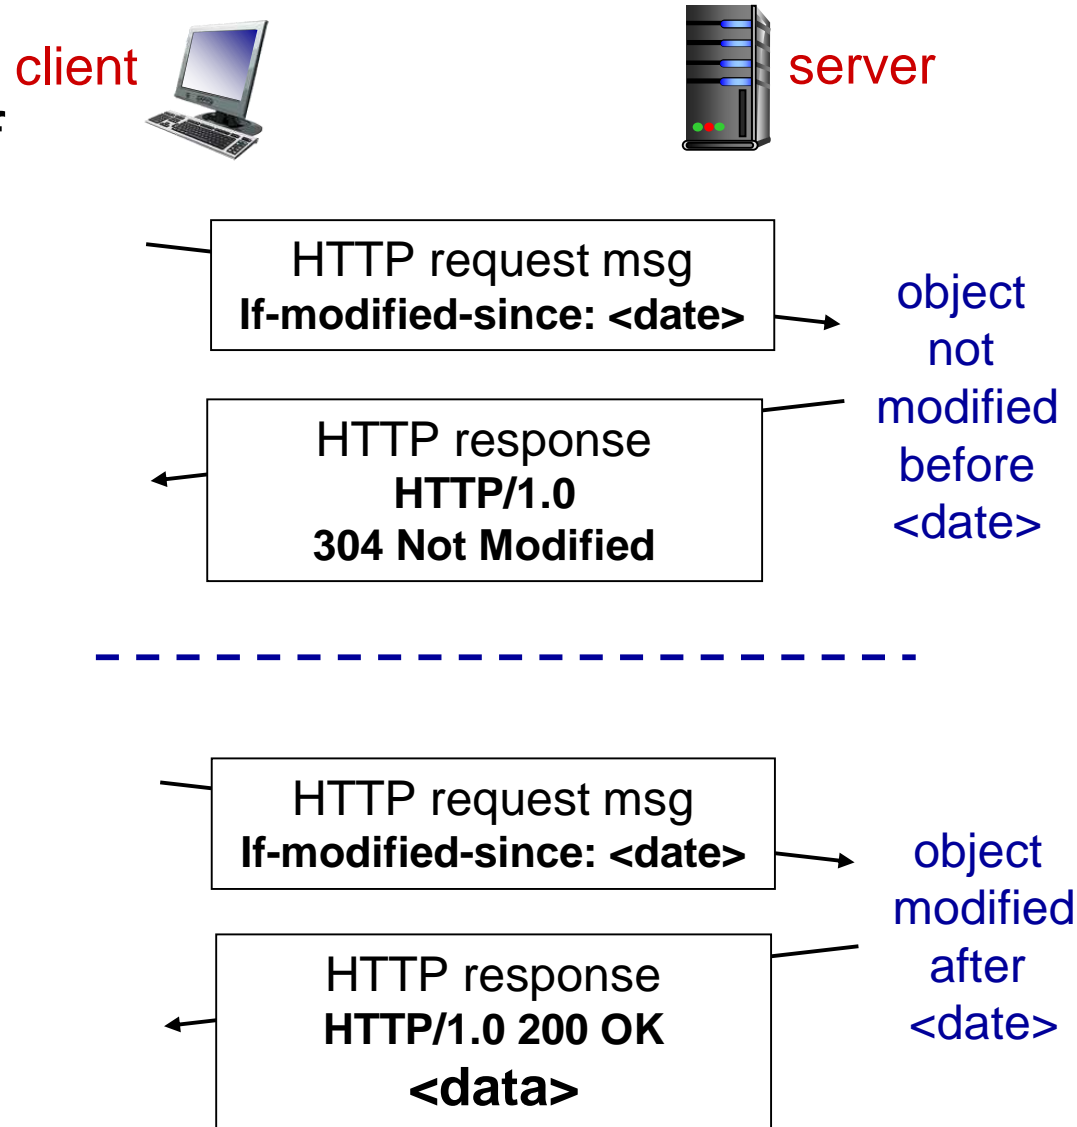 client
server
f
HTTP request msg
If-modified-since: <date>
object
not
modified
before
<date>
HTTP response
HTTP/1.0
304 Not Modified
HTTP request msg
If-modified-since: <date>
object
modified
after
<date>
HTTP response
HTTP/1.0 200 OK
<data>